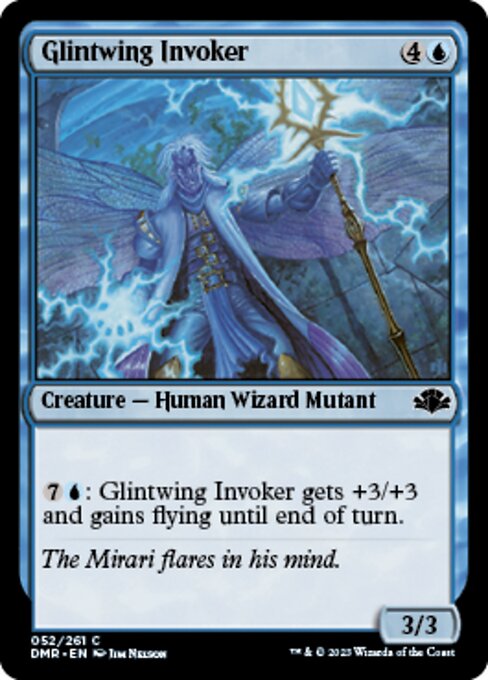 Glintwing Invoker 4
Creature — Human Wizard Mutant
7 : Glintwing Invoker gets +3/+3
and gains flying until end of turn.
The Mirari flares in his mind.
3/3
052/261 C
DMR • EN Jim Nelson
™ & © 2023 Wizards of the Coast